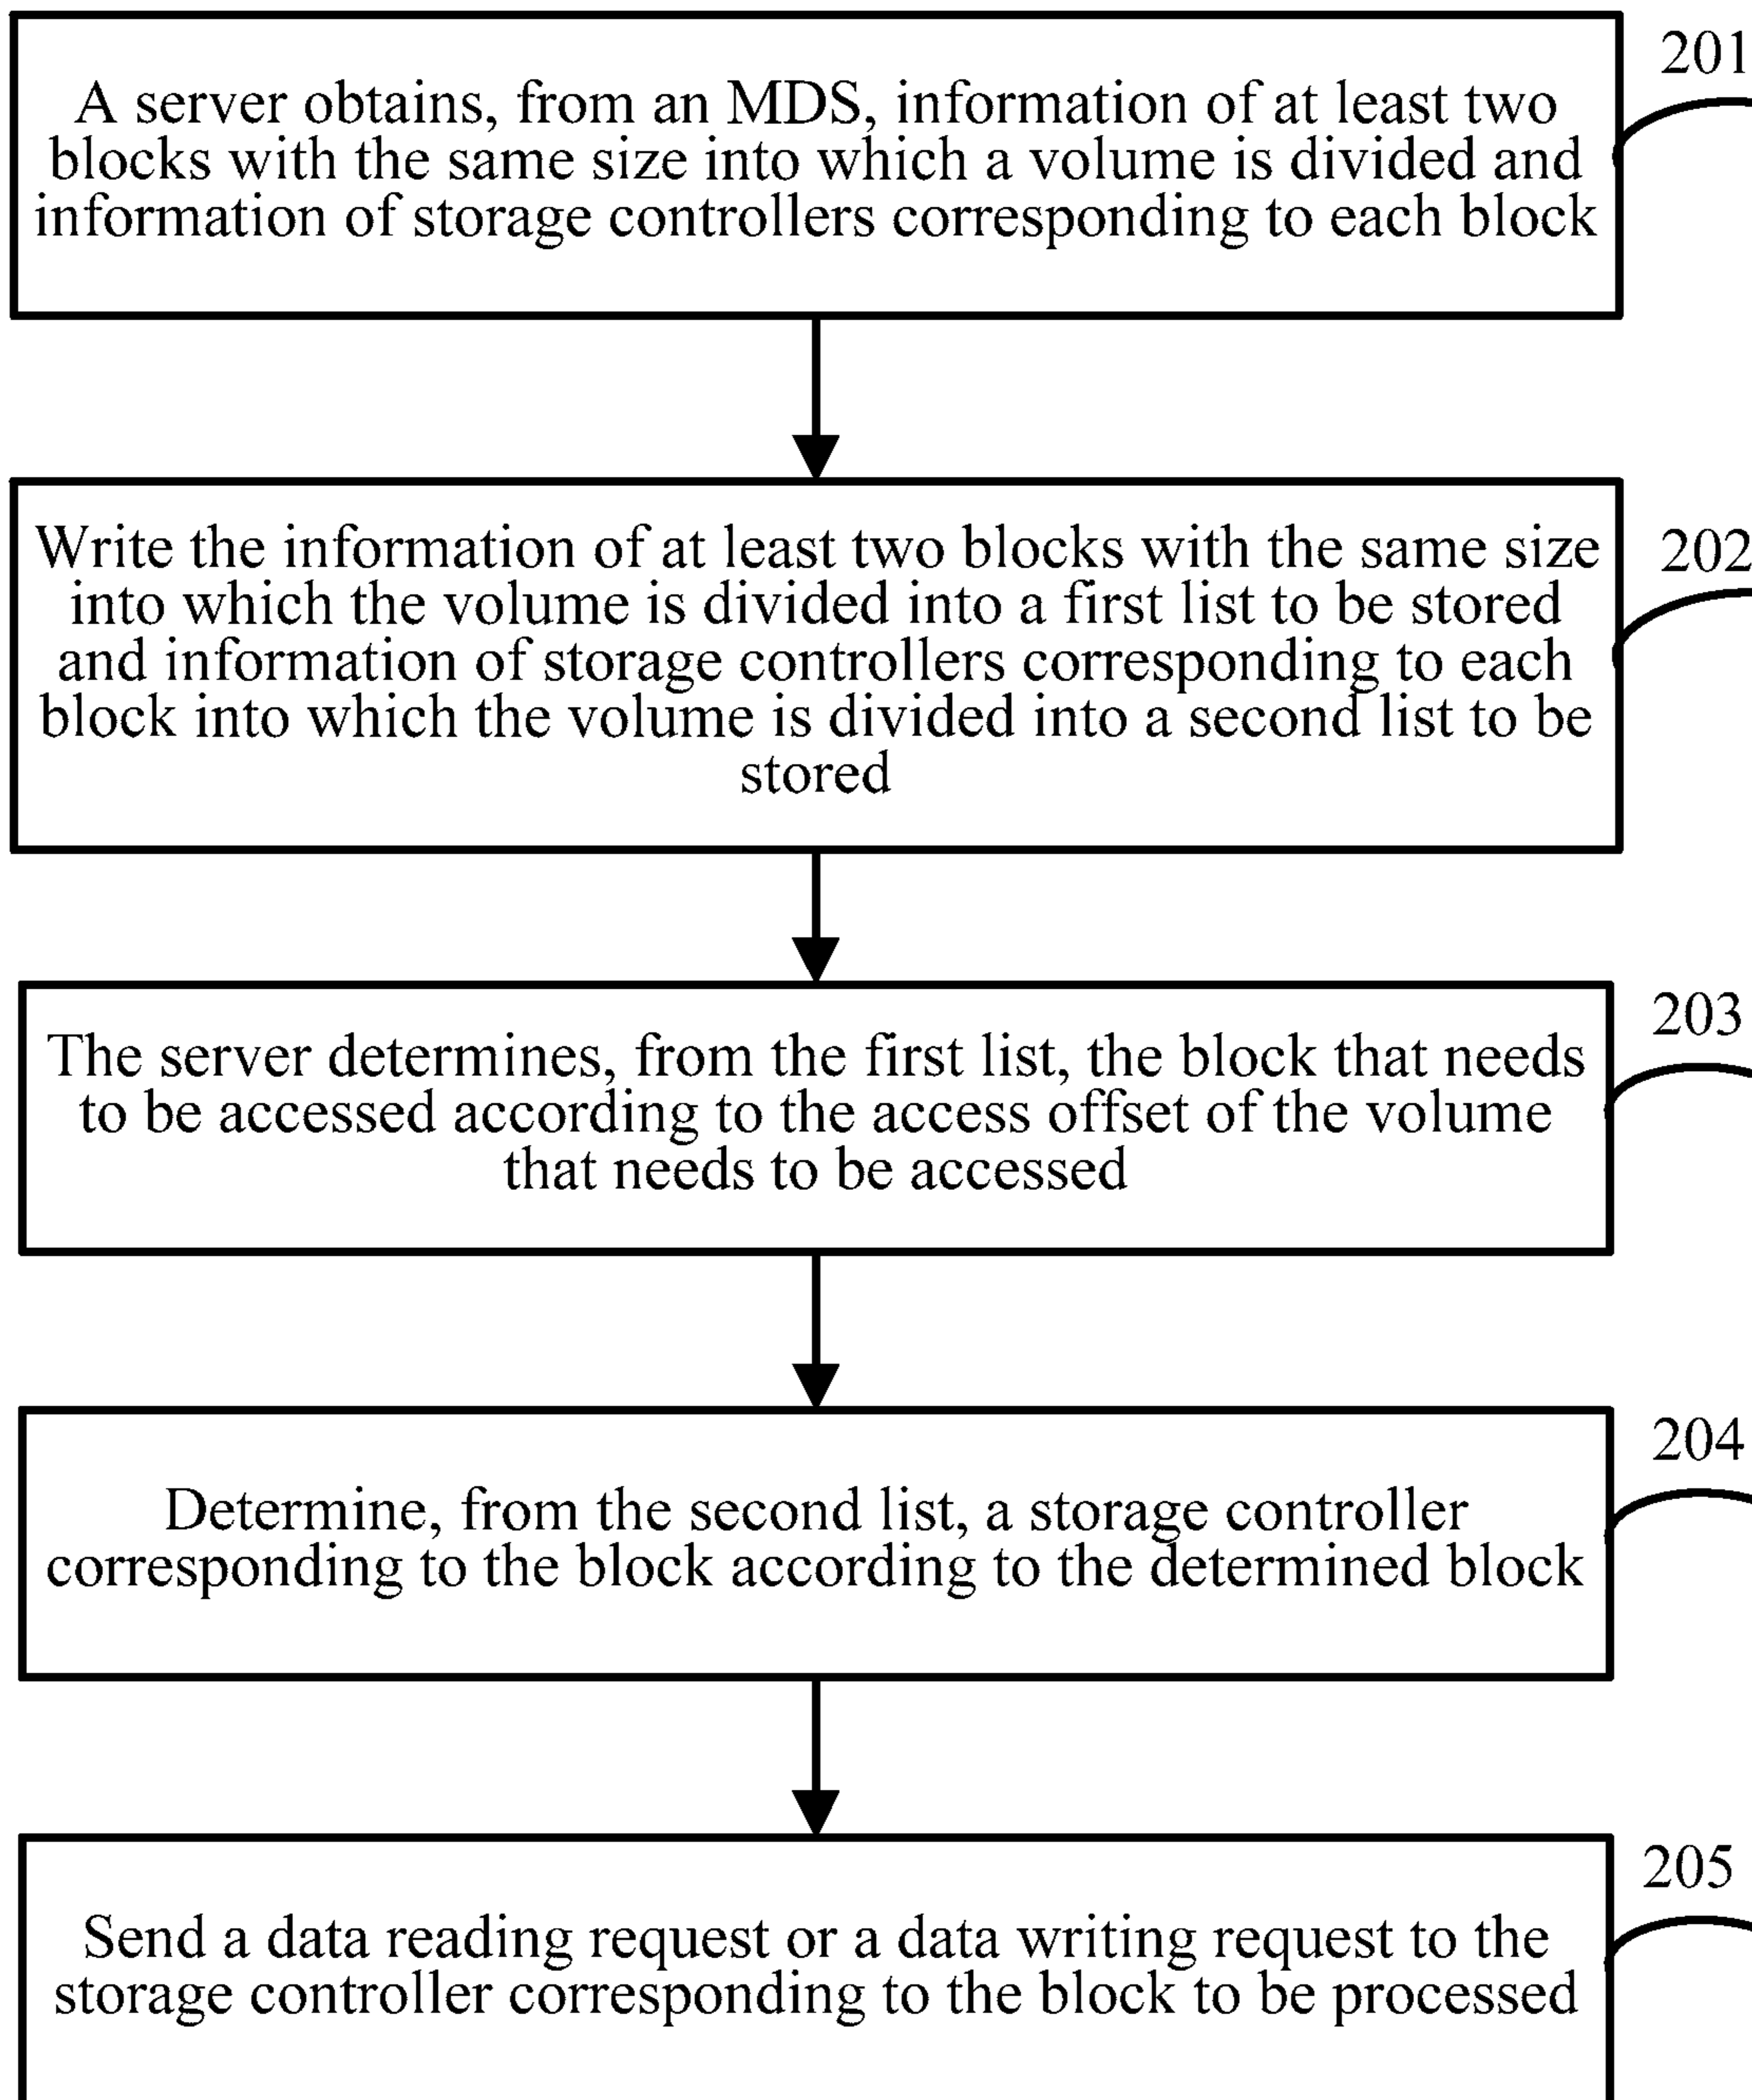 201
A server obtains, from an MDS, information of at least two
blocks with the same size into which a volume is divided and
information of storage controllers corresponding to each block
202
Write the information of at least two blocks with the same size
into which the volume is divided into a first list to be stored
and information of storage controllers corresponding to each
block into which the volume is divided into a second list to be
stored
203
The server determines, from the first list, the block that needs
to be accessed according to the access offset of the volume
that needs to be accessed
204
Determine, from the second list, a storage controller
corresponding to the block according to the determined block
205
Send a data reading request or a data writing request to the
storage controller corresponding to the block to be processed